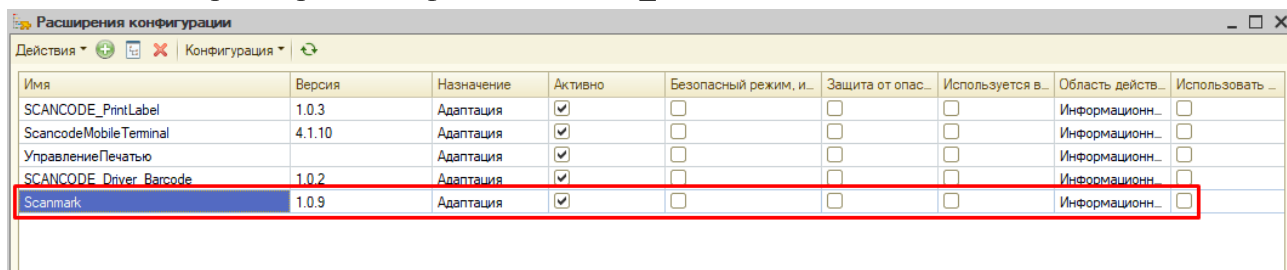 Расширения конфигурации
Действия Конфигурация
Имя Версия Назначение Активно Безопасный режим, и... Защита от опас... Используется в... Область действ... Использовать ...
SCANCODE_PrintLabel 1.0.3 Адаптация Информационн...
ScancodeMobileTerminal 4.1.10 Адаптация Информационн...
УправлениеПечатью Адаптация Информационн...
SCANCODE_Driver_Barcode 1.0.2 Адаптация Информационн...
Scanmark 1.0.9 Адаптация Информационн...